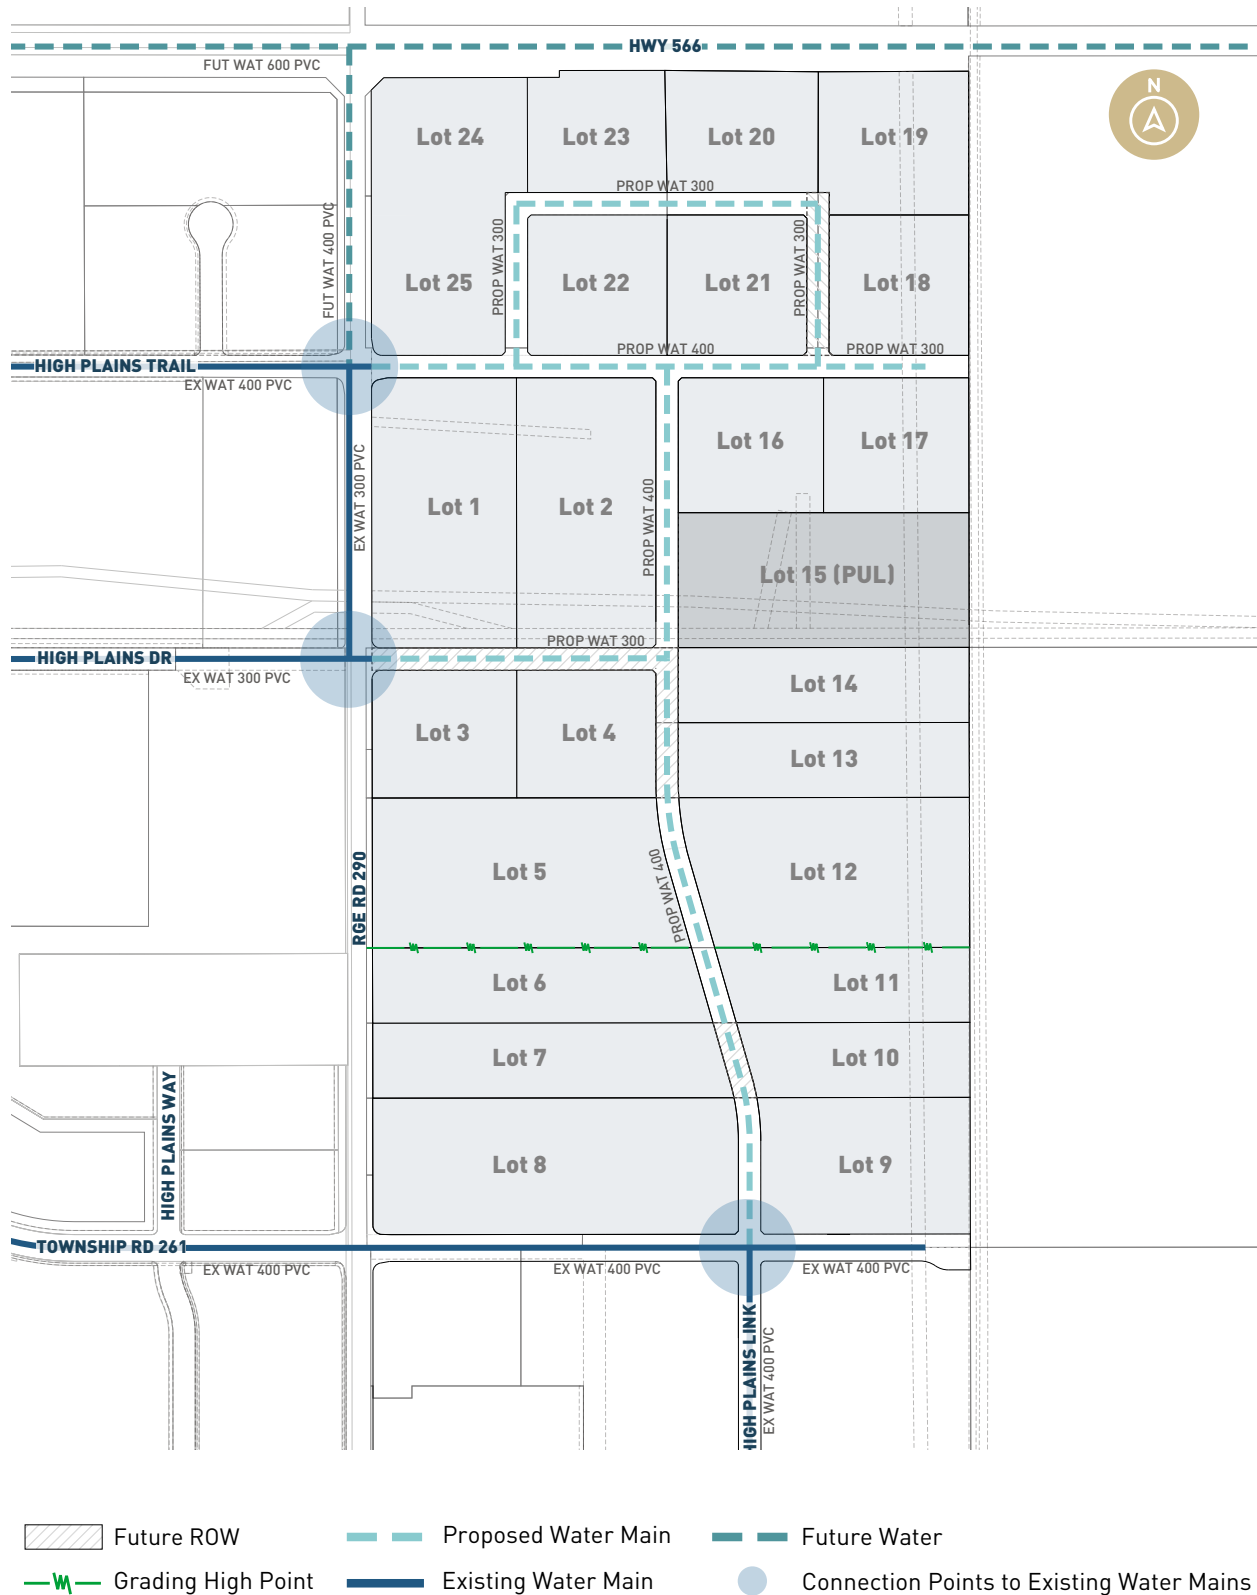 HWY 566
FUT WAT 600 PVC
N
Lot 24
Lot 23
Lot 20
Lot 19
PROP WAT 300
FUT WAT 400 PVC
PROP WAT 300
PROP WAT 300
Lot 25
Lot 22
Lot 21
Lot 18
PROP WAT 400
PROP WAT 300
HIGH PLAINS TRAIL
EX WAT 400 PVC
Lot 16
Lot 17
EX WAT 300 PVC
Lot 1
Lot 2
PROP WAT 400
Lot 15 (PUL)
PROP WAT 300
HIGH PLAINS DR
EX WAT 300 PVC
Lot 14
Lot 3
Lot 4
Lot 13
RGE RD 290
Lot 5
PROP WAT 400
Lot 12
Lot 6
Lot 11
Lot 7
Lot 10
HIGH PLAINS WAY
Lot 8
Lot 9
TOWNSHIP RD 261
EX WAT 400 PVC
EX WAT 400 PVC
EX WAT 400 PVC
HIGH PLAINS LINK
EX WAT 400 PVC
Future ROW
Proposed Water Main
Future Water
Grading High Point
Existing Water Main
Connection Points to Existing Water Mains